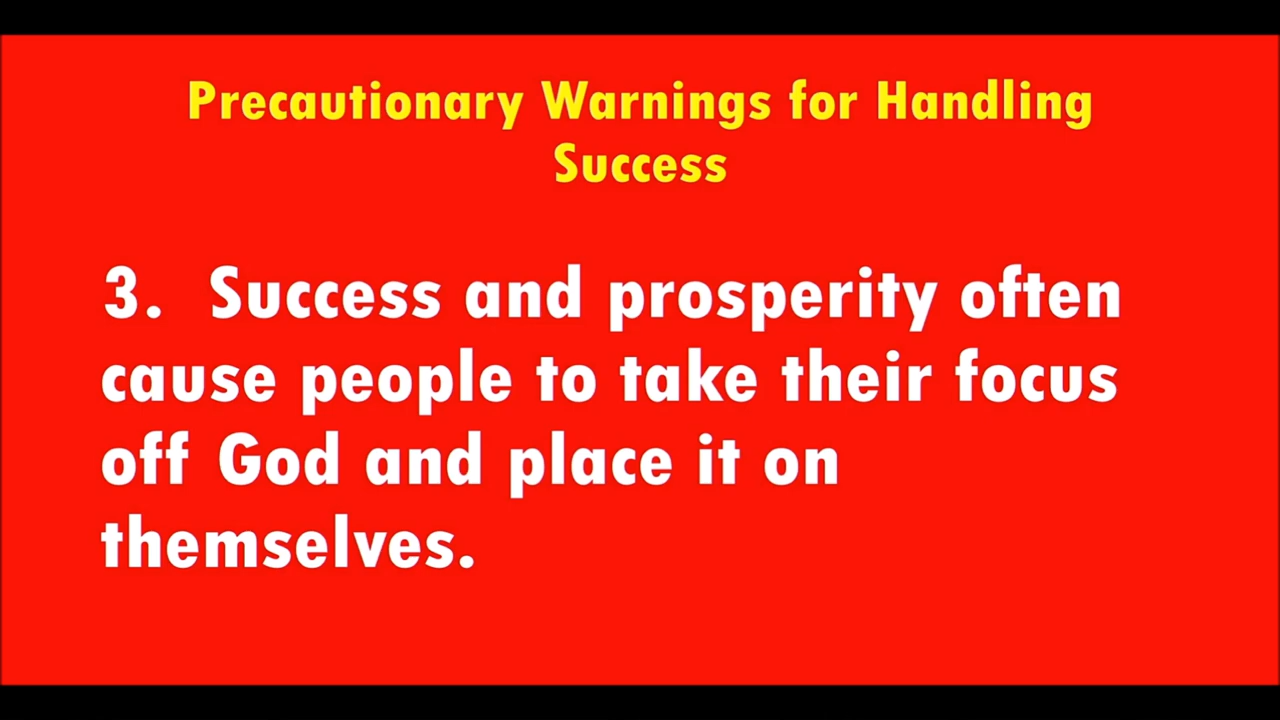 Precautionary Warnings for Handling
Success
3. Success and prosperity often
cause people to take their focus
off God and place it on
themselves.